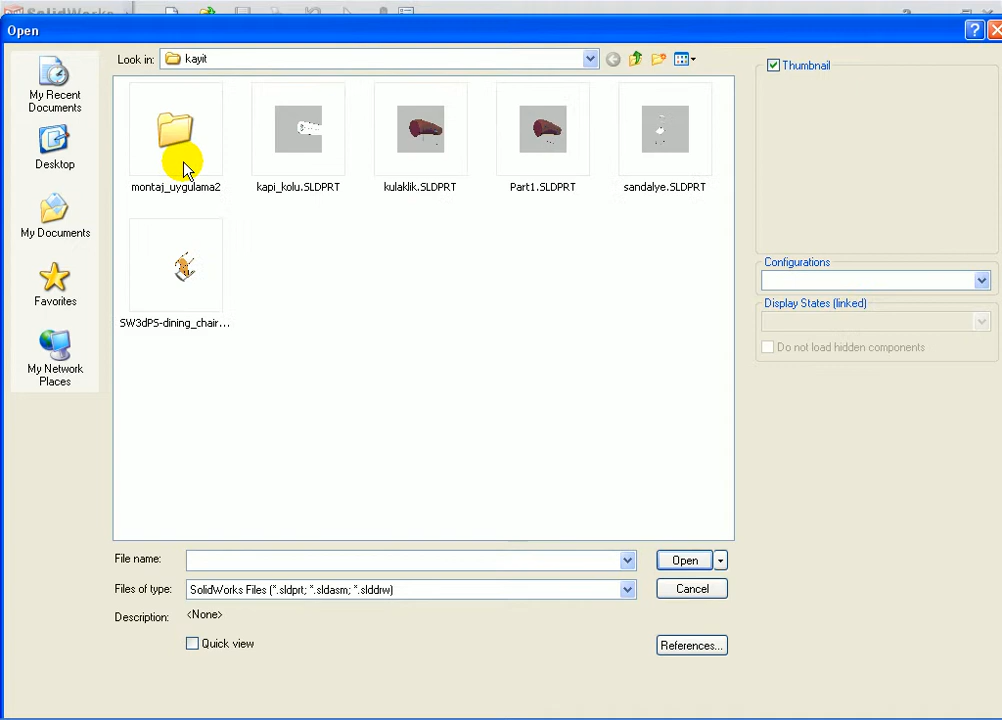 SolidWorks
Open
Look in: kayit
My Recent
Documents
Desktop
My Documents
Favorites
My Network
Places
montaj_uygulama2
kapi_kolu.SLDPRT
kulaklik.SLDPRT
Part1.SLDPRT
sandalye.SLDPRT
SW3dPS-dining_chair...
Thumbnail
Configurations
Display States (linked)
Do not load hidden components
File name:
Open
Files of type: SolidWorks Files (*.sldprt; *.sldasm; *.slddrw)
Cancel
Description: <None>
Quick view
References...